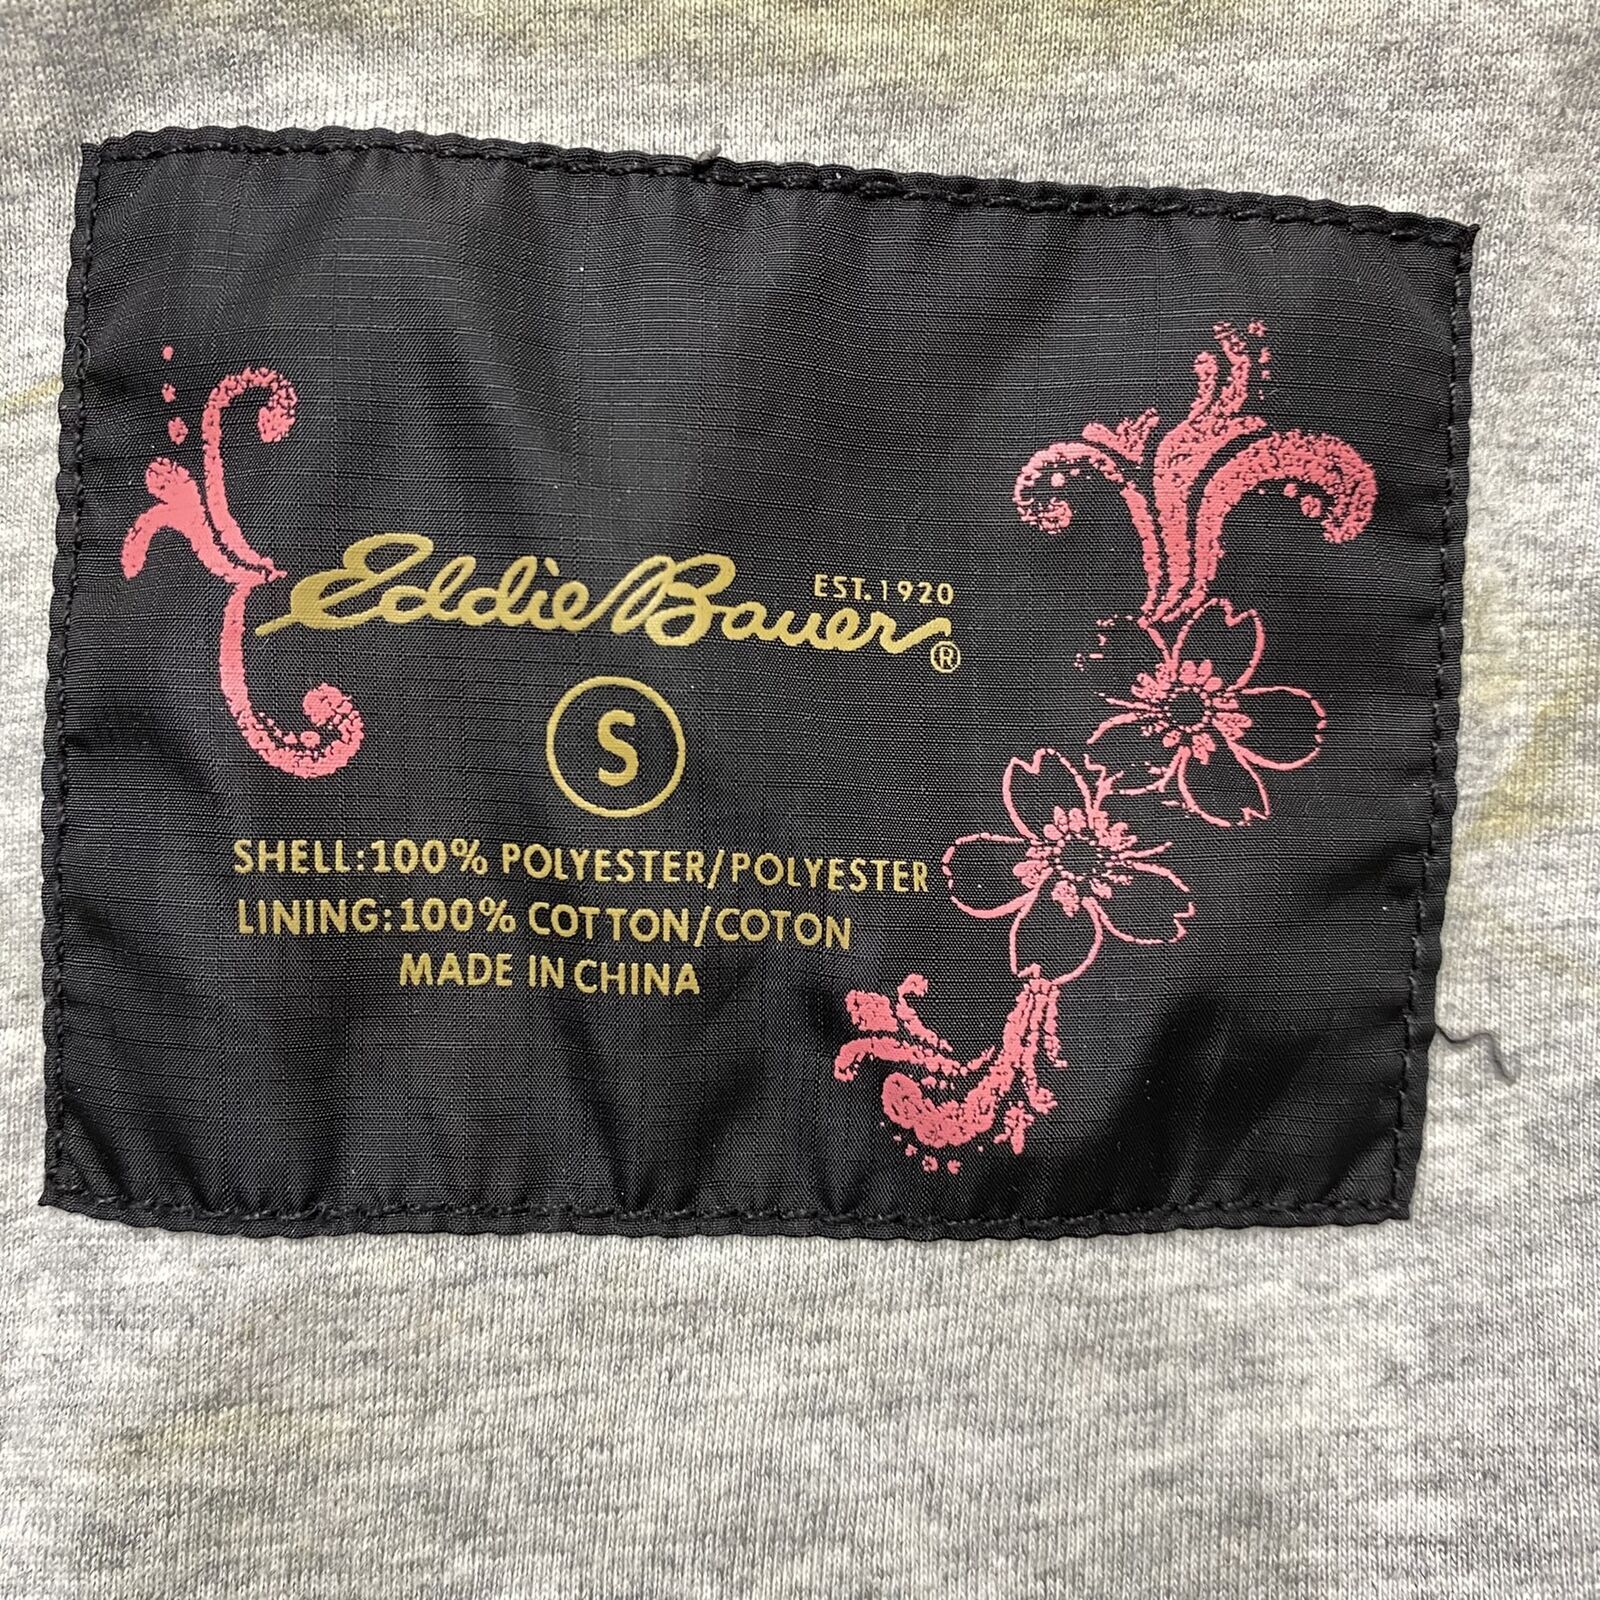 Eddie Bauer®
EST. 1920
S
SHELL:100% POLYESTER/POLYESTER
LINING:100% COTTON/COTON
MADE IN CHINA